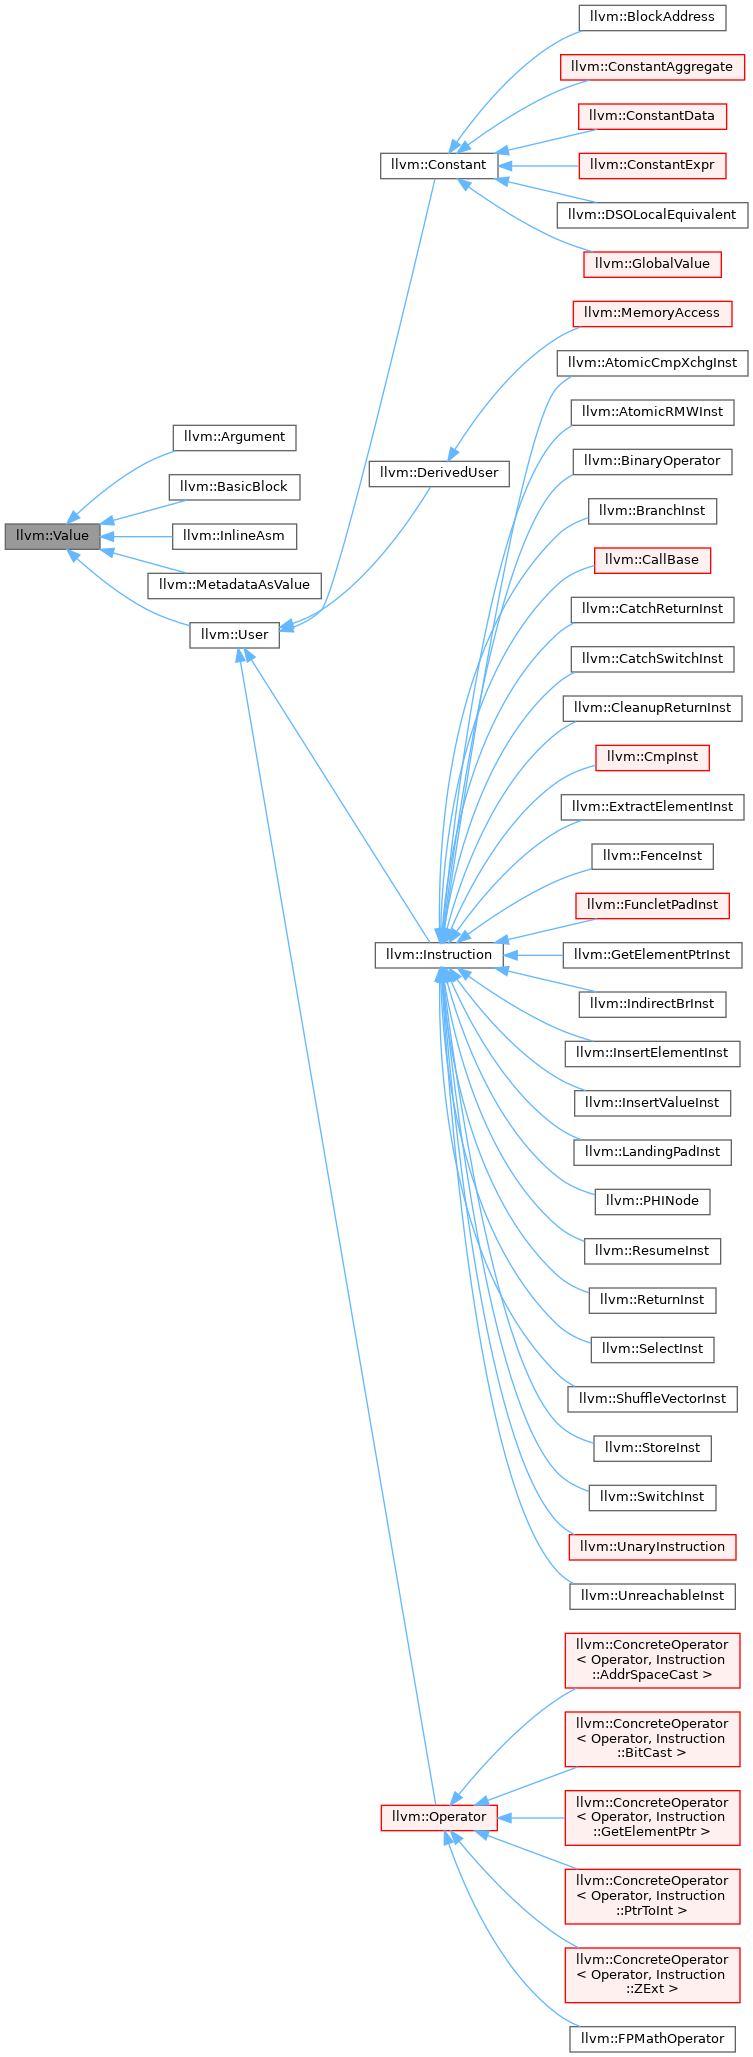 llvm::BlockAddress
llvm::ConstantAggregate
llvm::ConstantData
llvm::Constant
llvm::ConstantExpr
llvm::DSOLocalEquivalent
llvm::GlobalValue
llvm::MemoryAccess
llvm::AtomicCmpXchgInst
llvm::AtomicRMWInst
llvm::Argument
llvm::BinaryOperator
llvm::DerivedUser
llvm::BasicBlock
llvm::BranchInst
llvm::Value
llvm::InlineAsm
llvm::CallBase
llvm::MetadataAsValue
llvm::CatchReturnInst
llvm::User
llvm::CatchSwitchInst
llvm::CleanupReturnInst
llvm::CmpInst
llvm::ExtractElementInst
llvm::FenceInst
llvm::FuncletPadInst
llvm::Instruction
llvm::GetElementPtrInst
llvm::IndirectBrInst
llvm::InsertElementInst
llvm::InsertValueInst
llvm::LandingPadInst
llvm::PHINode
llvm::ResumeInst
llvm::ReturnInst
llvm::SelectInst
llvm::ShuffleVectorInst
llvm::StoreInst
llvm::SwitchInst
llvm::UnaryInstruction
llvm::UnreachableInst
llvm::ConcreteOperator
< Operator, Instruction
::AddrSpaceCast >
llvm::ConcreteOperator
< Operator, Instruction
::BitCast >
llvm::Operator
llvm::ConcreteOperator
< Operator, Instruction
::GetElementPtr >
llvm::ConcreteOperator
< Operator, Instruction
::PtrToInt >
llvm::ConcreteOperator
< Operator, Instruction
::ZExt >
llvm::FPMathOperator